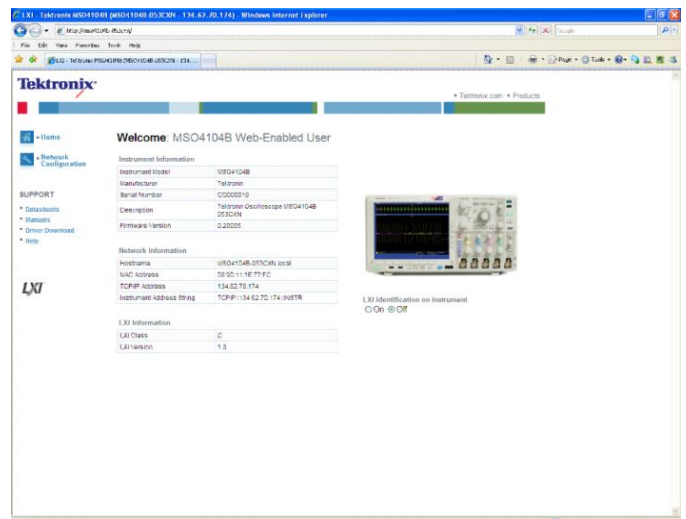 LXI - Tektronix MSO4104B (MSO4104B-053CXN - 134.62.70.174) - Windows Internet Explorer
File Edit View Favorites Tools Help
Page Tools
Tektronix
Tektronix.com • Products
Home
Welcome: MSO4104B Web-Enabled User
Network
Configuration
Instrument Information
Instrument Model MSO4104B
Manufacturer Tektronix
SUPPORT
Serial Number
Datasheets
Description Tektronix Oscilloscope MSO4104B
053CXN
Manuals
Driver Download
Firmware Version
Help
Network Information
Hostname MSO4104B-053CXN.local
MAC Address
TCP/IP Address 134.62.70.174
Instrument Address String TCPIP::134.62.70.174::INSTR
LXI
LXI Identification on Instrument
On Off
LXI Information
LXI Class C
LXI Version 1.3